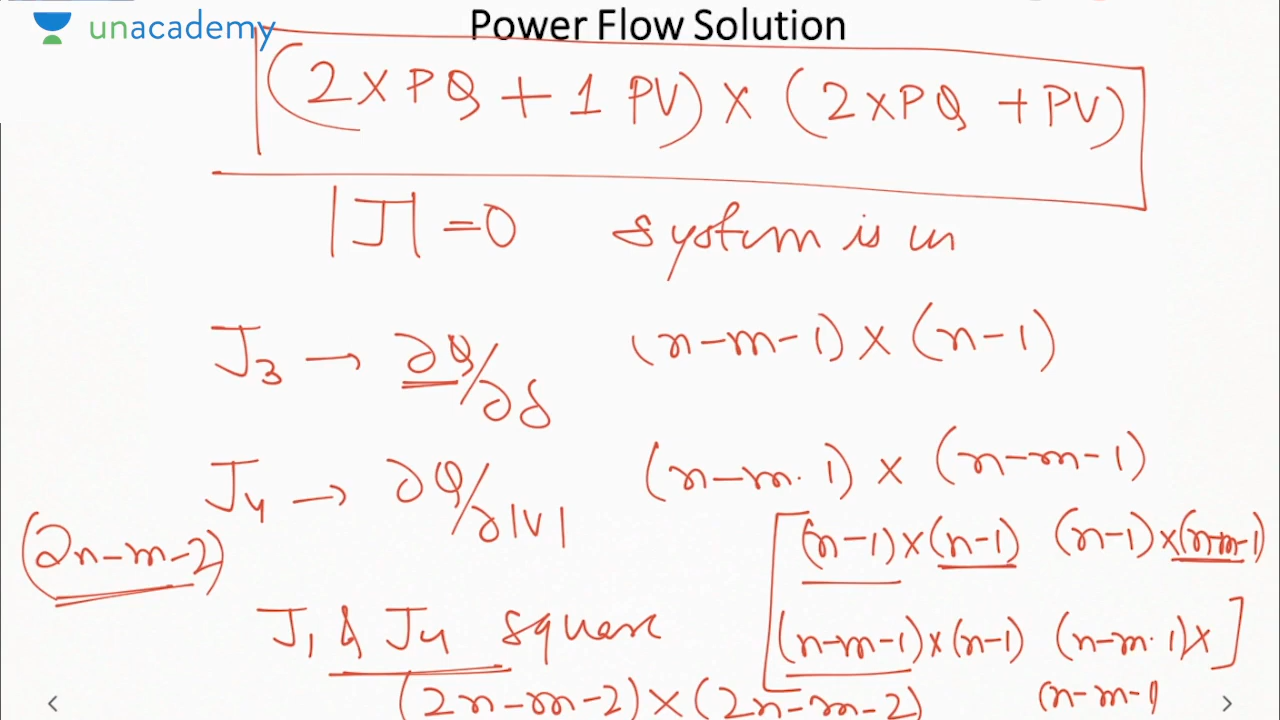 unacademy
Power Flow Solution
(2 x PQ + 1 PV) x (2 x PQ + PV)
|J| = 0 system is un
J3 → ∂Q/∂δ (n-m-1) x (n-1)
J4 → ∂Q/∂|V| (n-m-1) x (n-m-1)
(2n-m-2)
[(n-1) x (n-1) (n-1) x (n-m-1)
(n-m-1) x (n-1) (n-m-1) x]
(n-m-1)
J1 & J4 square
(2n-m-2) x (2n-m-2)